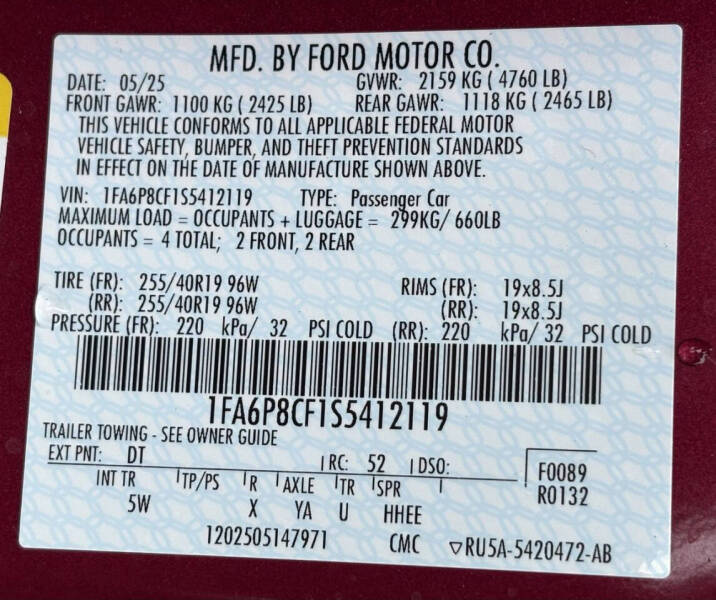 MFD. BY FORD MOTOR CO.
DATE: 05/25 GVWR: 2159 KG ( 4760 LB)
FRONT GAWR: 1100 KG ( 2425 LB) REAR GAWR: 1118 KG ( 2465 LB)
THIS VEHICLE CONFORMS TO ALL APPLICABLE FEDERAL MOTOR
VEHICLE SAFETY, BUMPER, AND THEFT PREVENTION STANDARDS
IN EFFECT ON THE DATE OF MANUFACTURE SHOWN ABOVE.
VIN: 1FA6P8CF1S5412119 TYPE: Passenger Car
MAXIMUM LOAD = OCCUPANTS + LUGGAGE = 299KG/ 660LB
OCCUPANTS = 4 TOTAL; 2 FRONT, 2 REAR
TIRE (FR): 255/40R19 96W RIMS (FR): 19x8.5J
(RR): 255/40R19 96W (RR): 19x8.5J
PRESSURE (FR): 220 kPa/ 32 PSI COLD (RR): 220 kPa/ 32 PSI COLD
1FA6P8CF1S5412119
TRAILER TOWING - SEE OWNER GUIDE
EXT PNT: DT RC: 52 DSO: F0089
INT TR TP/PS R AXLE TR SPR R0132
5W X YA U HHEE
1202505147971 CMC ▽RU5A-5420472-AB